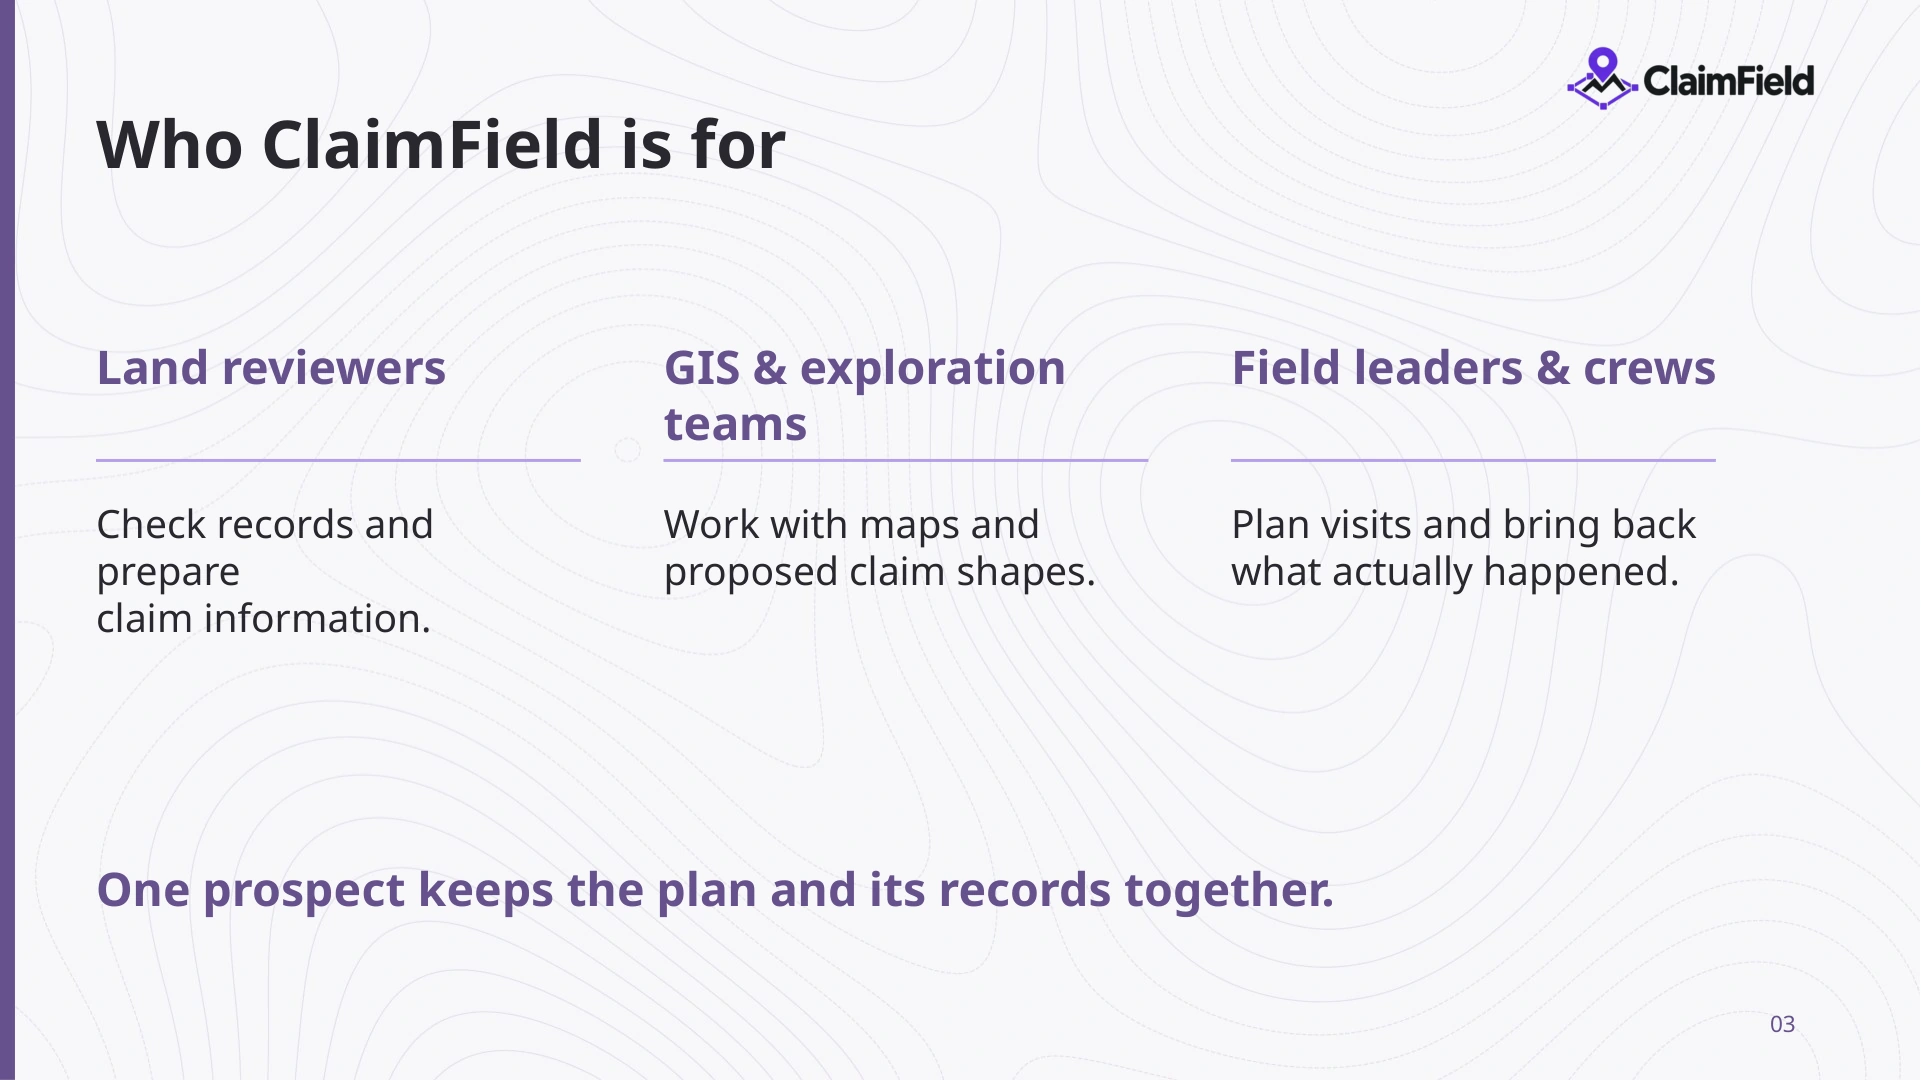 ClaimField
Who ClaimField is for
Land reviewers
Check records and
prepare
claim information.
GIS & exploration
teams
Work with maps and
proposed claim shapes.
Field leaders & crews
Plan visits and bring back
what actually happened.
One prospect keeps the plan and its records together.
03